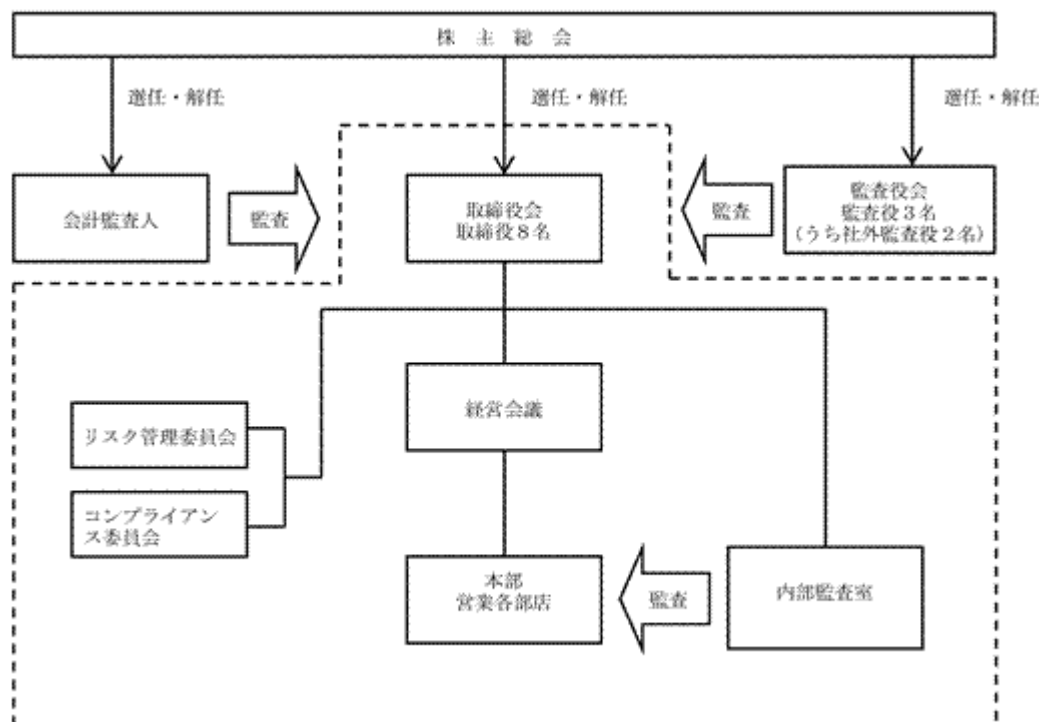 株主総会
選任・解任
選任・解任
選任・解任
会計監査人
監査
取締役会
取締役8名
監査
監査役会
監査役3名
(うち社外監査役2名)
経営会議
リスク管理委員会
コンプライアン
ス委員会
本部
営業各部店
監査
内部監査室